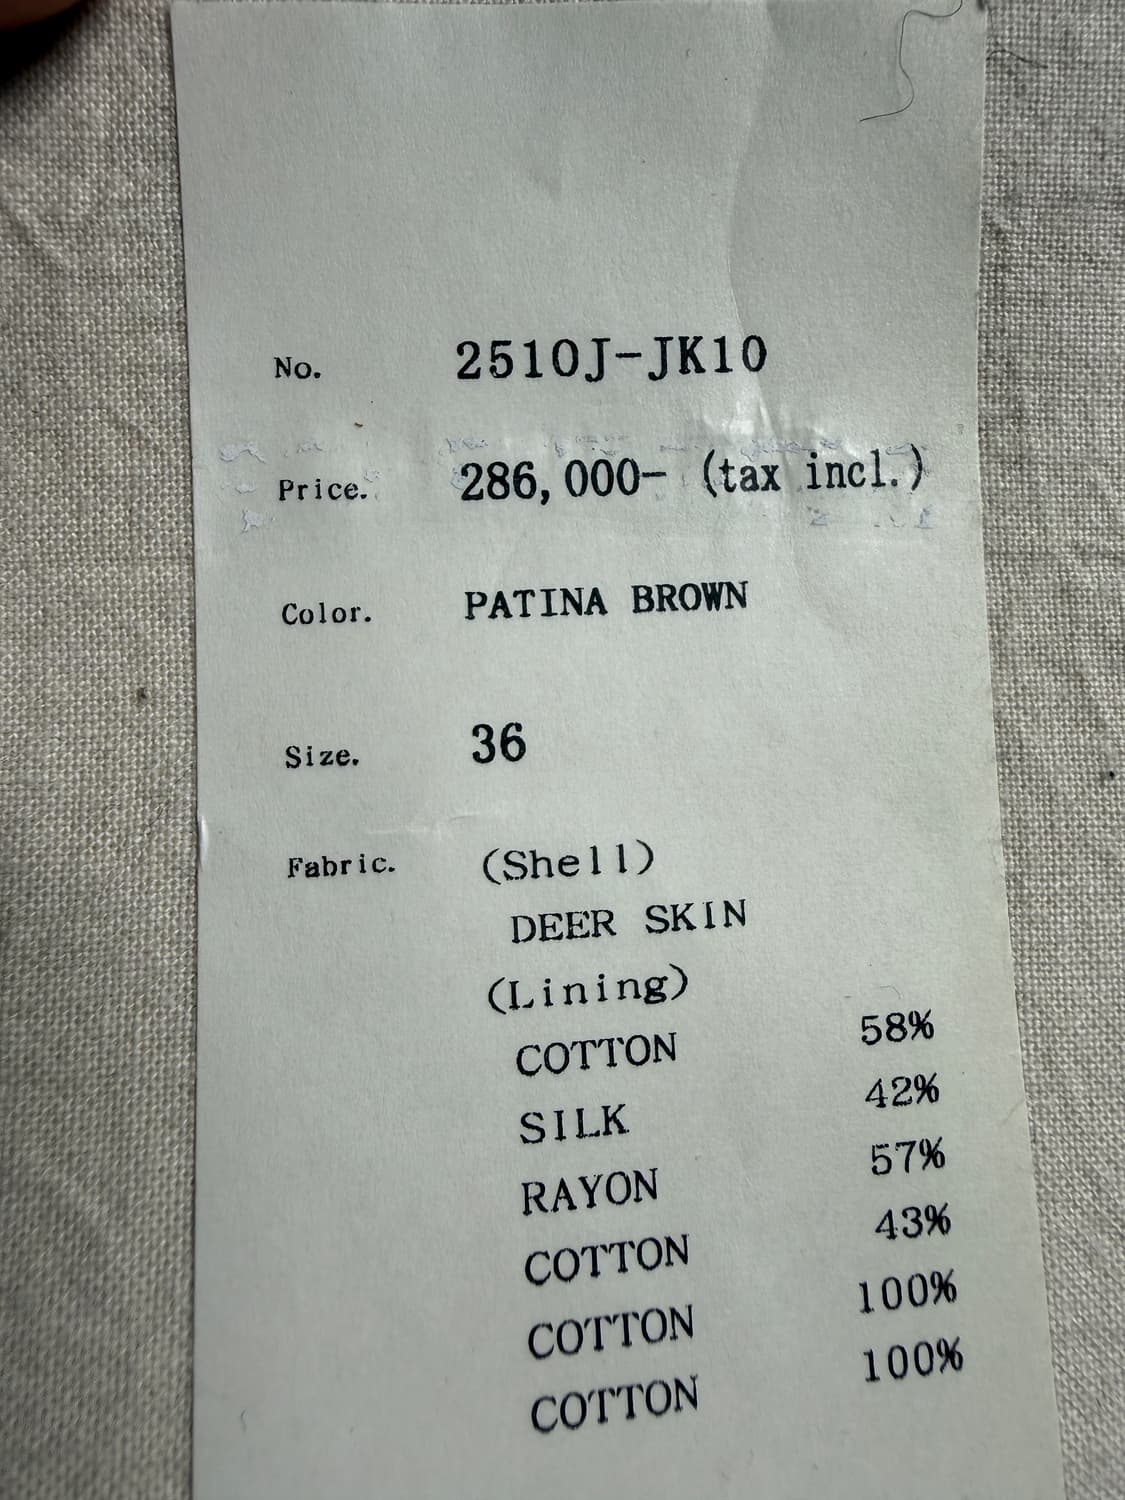 No. 2510J-JK10
Price. 286,000- (tax incl.)
Color. PATINA BROWN
Size. 36
Fabric. (Shell)
DEER SKIN
(Lining)
COTTON 58%
SILK 42%
RAYON 57%
COTTON 43%
COTTON 100%
COTTON 100%